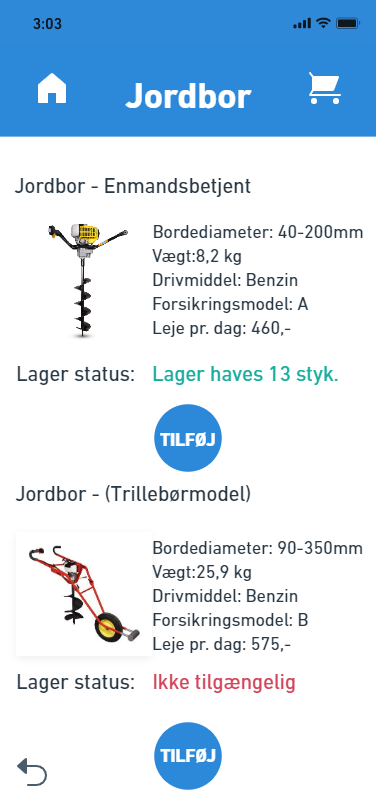 3:03
Jordbor
Jordbor - Enmandsbetjent
Bordediameter: 40-200mm
Vægt:8,2 kg
Drivmiddel: Benzin
Forsikringsmodel: A
Leje pr. dag: 460,-
Lager status: Lager haves 13 styk.
TILFØJ
Jordbor - (Trillebørmodel)
Bordediameter: 90-350mm
Vægt:25,9 kg
Drivmiddel: Benzin
Forsikringsmodel: B
Leje pr. dag: 575,-
Lager status: Ikke tilgængelig
TILFØJ